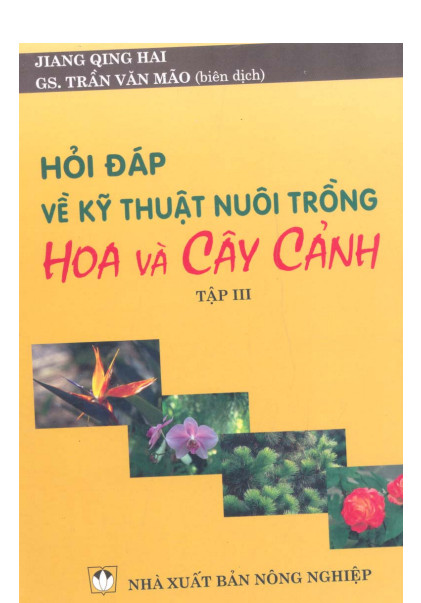 JIANG QING HAI
GS. TRẦN VĂN MÃO (biên dịch)
HỎI ĐÁP
VỀ KỸ THUẬT NUÔI TRỒNG
HOA VÀ CÂY CẢNH
TẬP III
NHÀ XUẤT BẢN NÔNG NGHIỆP